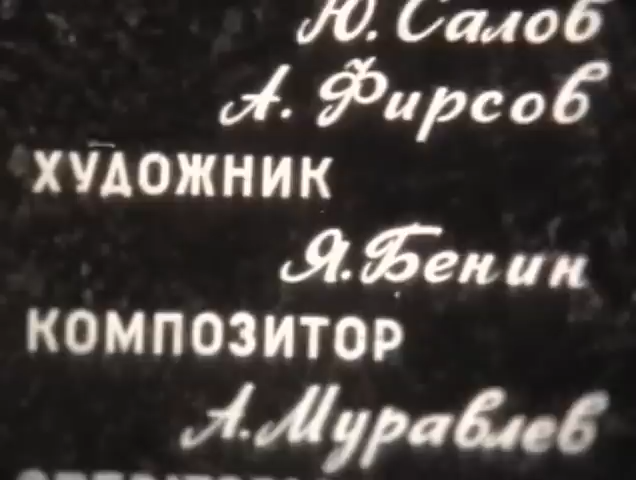 Ю. Салов
А. Фирсов
ХУДОЖНИК
Я. Бенин
КОМПОЗИТОР
А. Муравлев